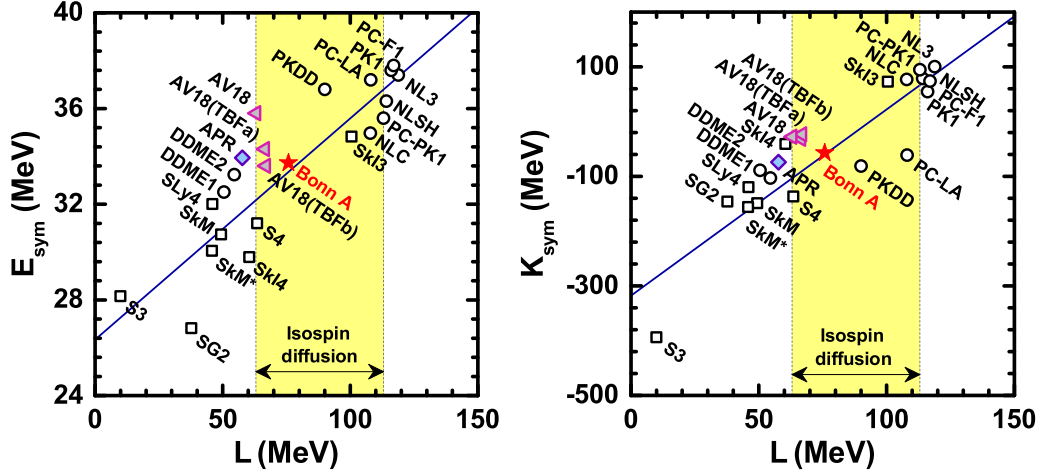 40
36
32
28
24
E_sym (MeV)
0
50
100
150
L (MeV)
PC-F1
PK1
PC-LA
PKDD
NL3
AV18
AV18(TBFa)
NLSH
APR
PC-PK1
DDME2
NLC
DDME1
SkI3
SLy4
Bonn A
AV18(TBFb)
SkM
S4
SkM*
SkI4
S3
SG2
Isospin
diffusion
100
-100
-300
-500
K_sym (MeV)
0
50
100
150
L (MeV)
NL3
PC-PK1
NLC
SkI3
NLSH
PC-F1
PK1
AV18(TBFb)
AV18(TBFa)
AV18
SkI4
DDME2
DDME1
SLy4
SG2
APR
Bonn A
PKDD
PC-LA
S4
SkM
SkM*
S3
Isospin
diffusion